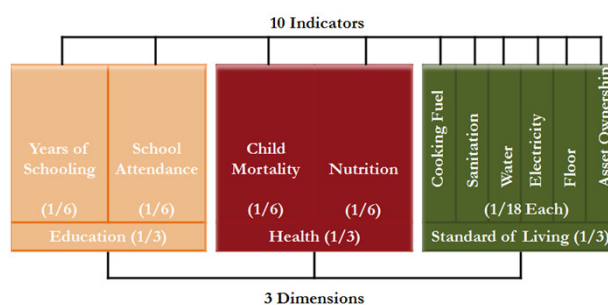 10 Indicators
Years of
Schooling
(1/6)
School
Attendance
(1/6)
Education (1/3)
Child
Mortality
(1/6)
Nutrition
(1/6)
Health (1/3)
Cooking Fuel
Sanitation
Water
Electricity
Floor
Asset Ownership
(1/18 Each)
Standard of Living (1/3)
3 Dimensions